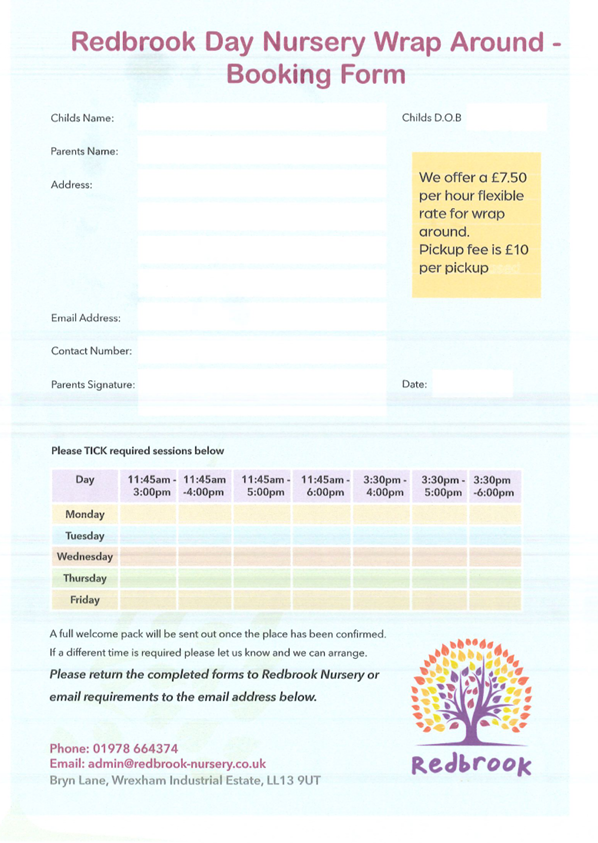 Redbrook Day Nursery Wrap Around -
Booking Form
Childs Name:
Childs D.O.B
Parents Name:
Address:
We offer a £7.50
per hour flexible
rate for wrap
around.
Pickup fee is £10
per pickup
Email Address:
Contact Number:
Parents Signature:
Date:
Please TICK required sessions below
Day 11:45am - 11:45am 11:45am - 11:45am - 3:30pm - 3:30pm - 3:30pm
3:00pm -4:00pm 5:00pm 6:00pm 4:00pm 5:00pm -6:00pm
Monday
Tuesday
Wednesday
Thursday
Friday
A full welcome pack will be sent out once the place has been confirmed.
If a different time is required please let us know and we can arrange.
Please return the completed forms to Redbrook Nursery or
email requirements to the email address below.
Phone: 01978 664374
Email: admin@redbrook-nursery.co.uk
Bryn Lane, Wrexham Industrial Estate, LL13 9UT
Redbrook